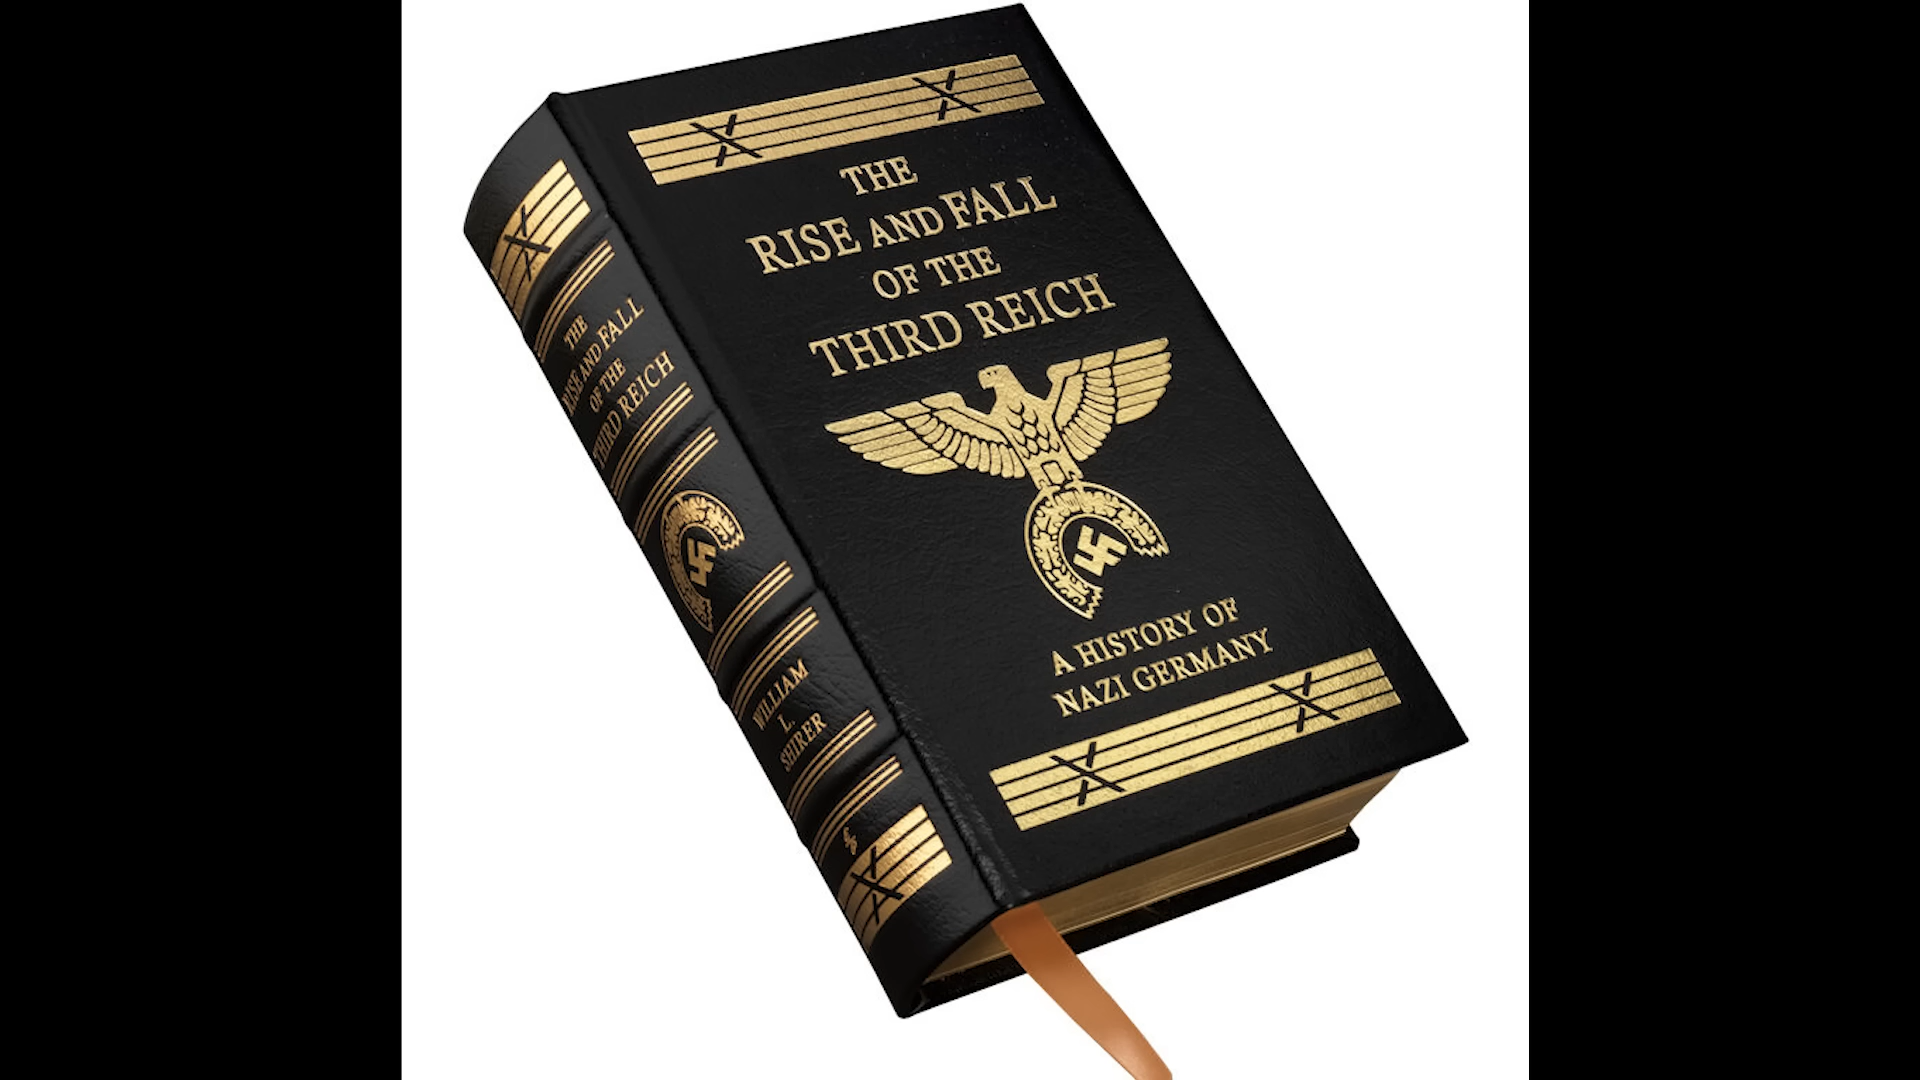 THE
RISE AND FALL
OF THE
THIRD REICH
A HISTORY OF
NAZI GERMANY
THE
RISE AND FALL
OF THE
THIRD REICH
WILLIAM
L.
SHIRER